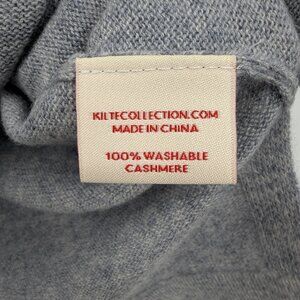 KILTECOLLECTION.COM
MADE IN CHINA
100% WASHABLE
CASHMERE